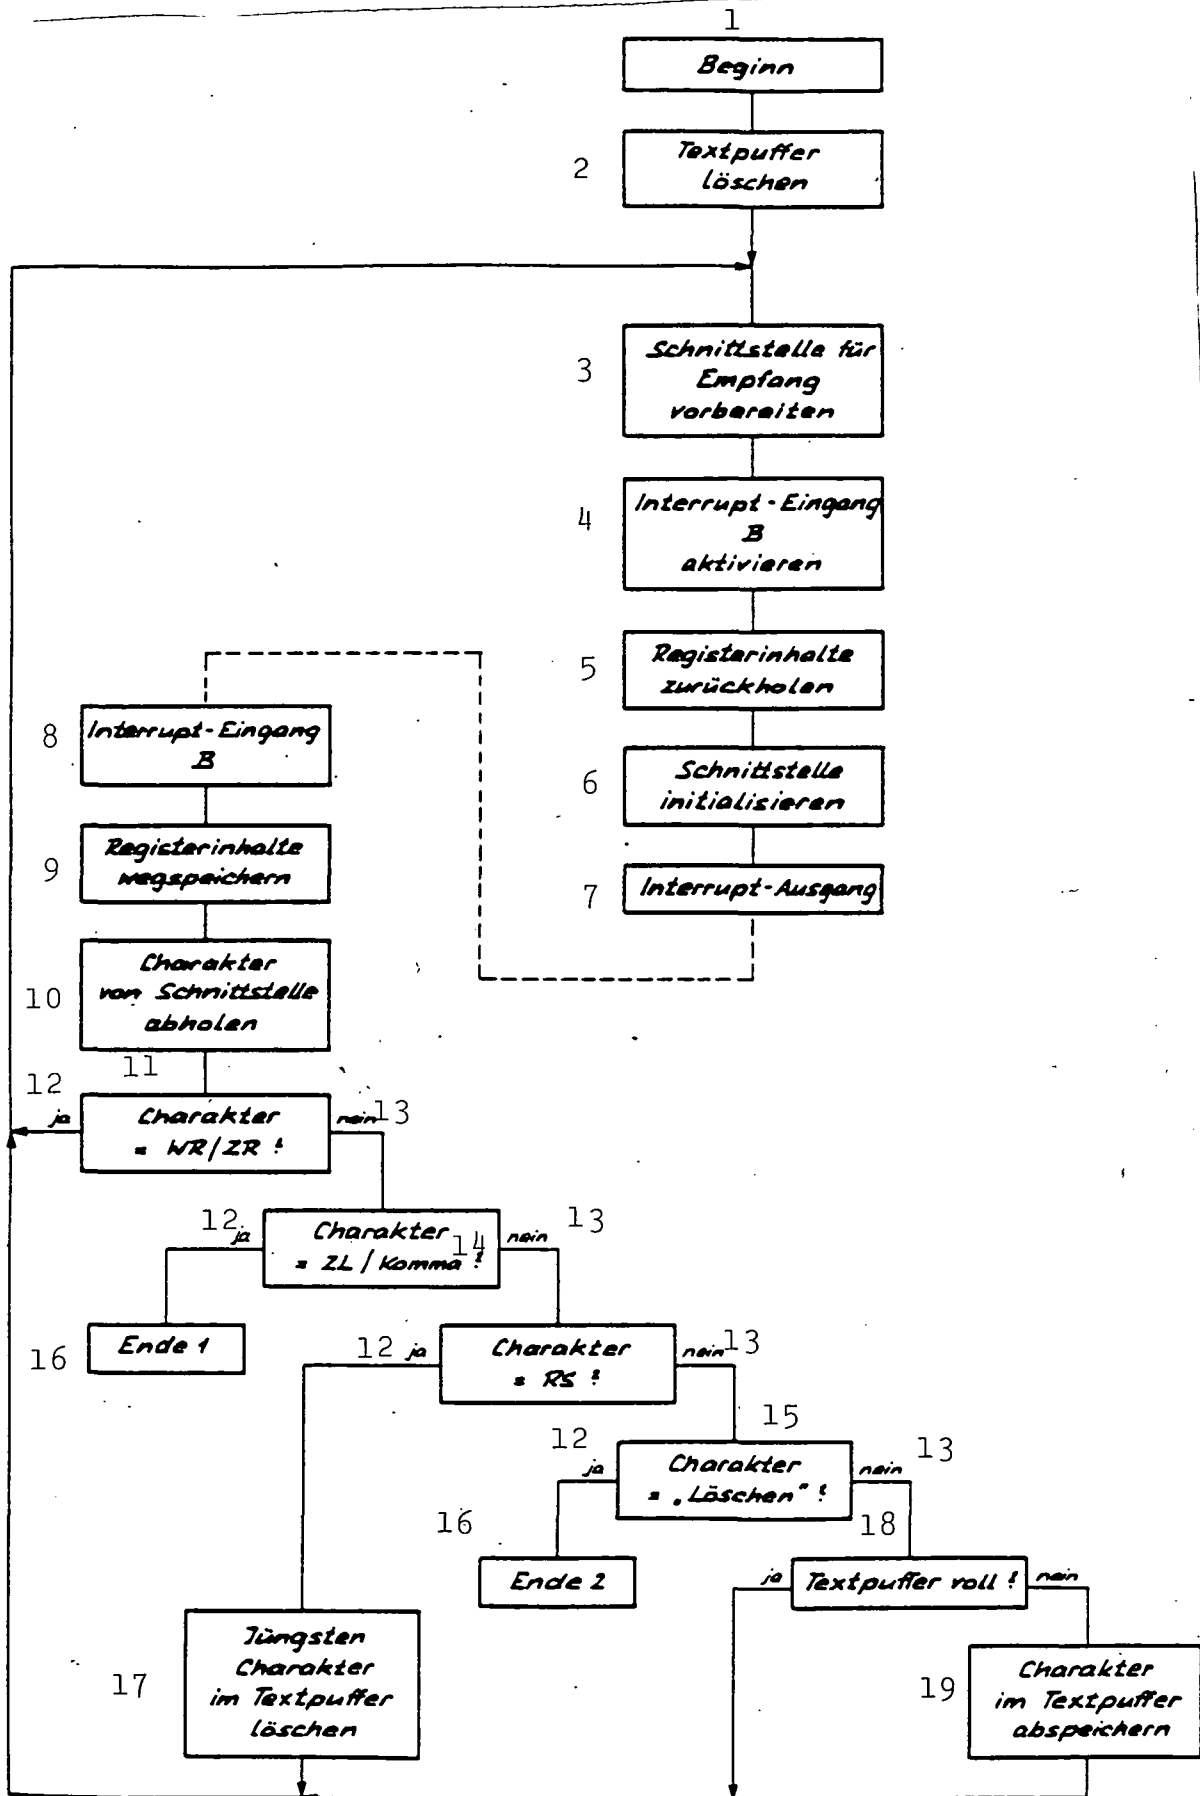 1
Beginn
2
Textpuffer
löschen
3
Schnittstelle für
Empfang
vorbereiten
4
Interrupt-Eingang
B
aktivieren
5
Registerinhalte
zurückholen
6
Schnittstelle
initialisieren
7
Interrupt-Ausgang
8
Interrupt-Eingang
B
9
Registerinhalte
wegspeichern
10
Charakter
von Schnittstelle
abholen
11
12
ja
Charakter
= WR/ZR ?
nein
13
12
ja
Charakter
= ZL/Komma ?
14
nein
13
16
Ende 1
12
ja
Charakter
= RS ?
nein
13
15
12
ja
Charakter
= „Löschen" ?
nein
13
16
Ende 2
18
ja
Textpuffer voll ?
nein
17
Jüngsten
Charakter
im Textpuffer
löschen
19
Charakter
im Textpuffer
abspeichern